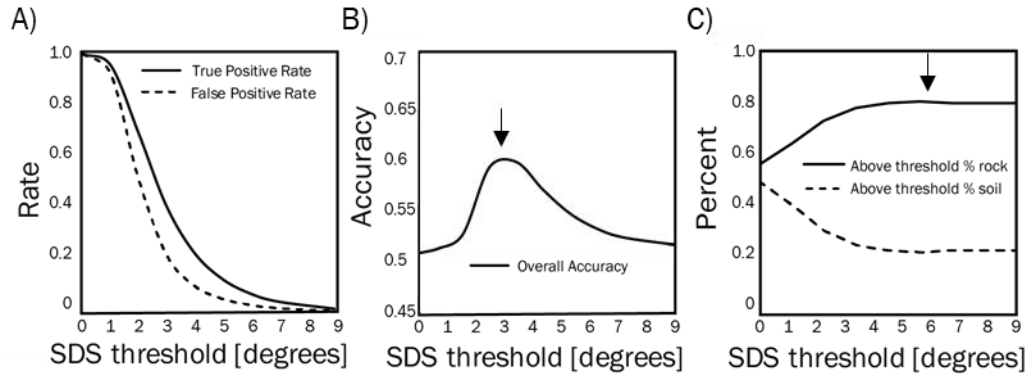 A)
1.0
0.8
0.6
0.4
0.2
0
Rate
True Positive Rate
False Positive Rate
0 1 2 3 4 5 6 7 8 9
SDS threshold [degrees]
B)
0.7
0.65
0.6
0.55
0.5
0.45
Accuracy
Overall Accuracy
0 1 2 3 4 5 6 7 8 9
SDS threshold [degrees]
C)
1.0
0.8
0.6
0.4
0.2
0.0
Percent
Above threshold % rock
Above threshold % soil
0 1 2 3 4 5 6 7 8 9
SDS threshold [degrees]